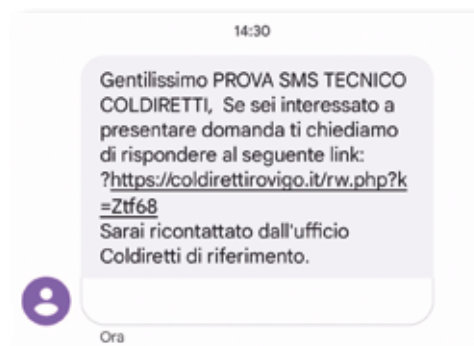 14:30
Gentilissimo PROVA SMS TECNICO
COLDIRETTI, Se sei interessato a
presentare domanda ti chiediamo
di rispondere al seguente link:
?https://coldirettirovigo.it/rw.php?k
=Ztf68
Sarai ricontattato dall'ufficio
Coldiretti di riferimento.
Ora